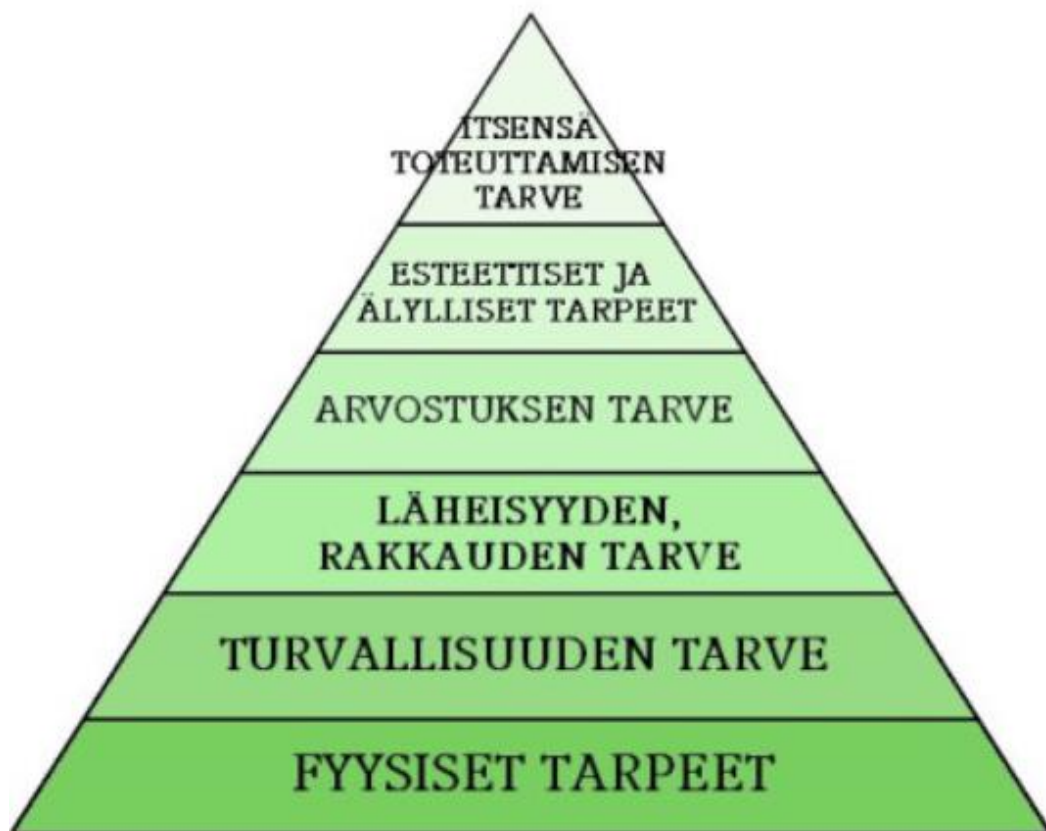 ITSENSÄ
TOTEUTTAMISEN
TARVE
ESTEETTISET JA
ÄLYLLISET TARPEET
ARVOSTUKSEN TARVE
LÄHEISYYDEN,
RAKKAUDEN TARVE
TURVALLISUUDEN TARVE
FYYSISET TARPEET